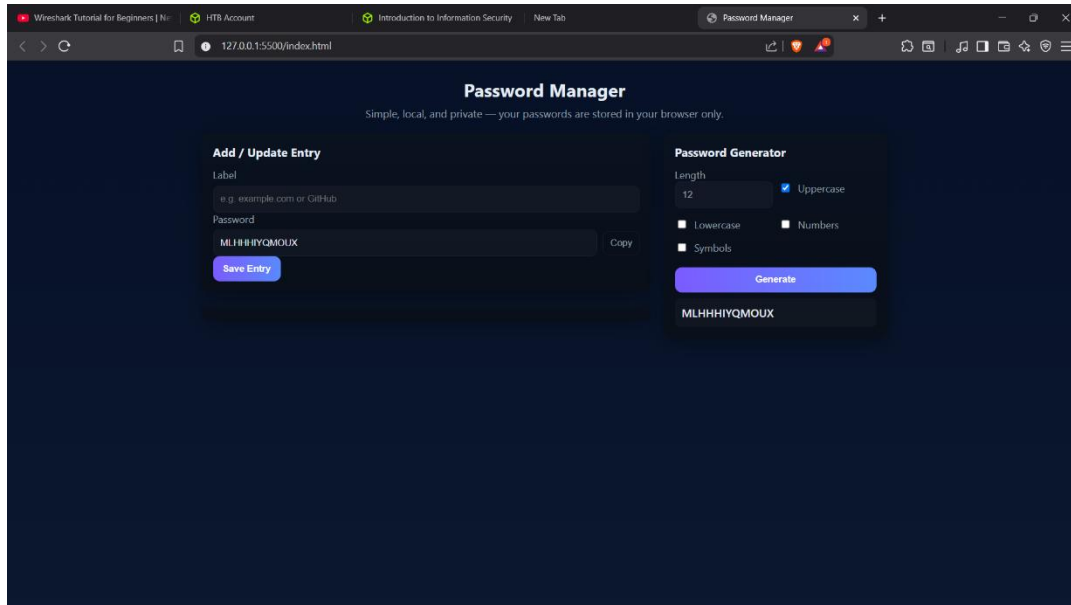 Wireshark Tutorial for Beginners | Ne
HTB Account
Introduction to Information Security
New Tab
Password Manager
127.0.0.1:5500/index.html
Password Manager
Simple, local, and private — your passwords are stored in your browser only.
Add / Update Entry
Label
e.g. example.com or GitHub
Password
MLHHHIYQMOUX
Copy
Save Entry
Password Generator
Length
12
Uppercase
Lowercase
Numbers
Symbols
Generate
MLHHHIYQMOUX